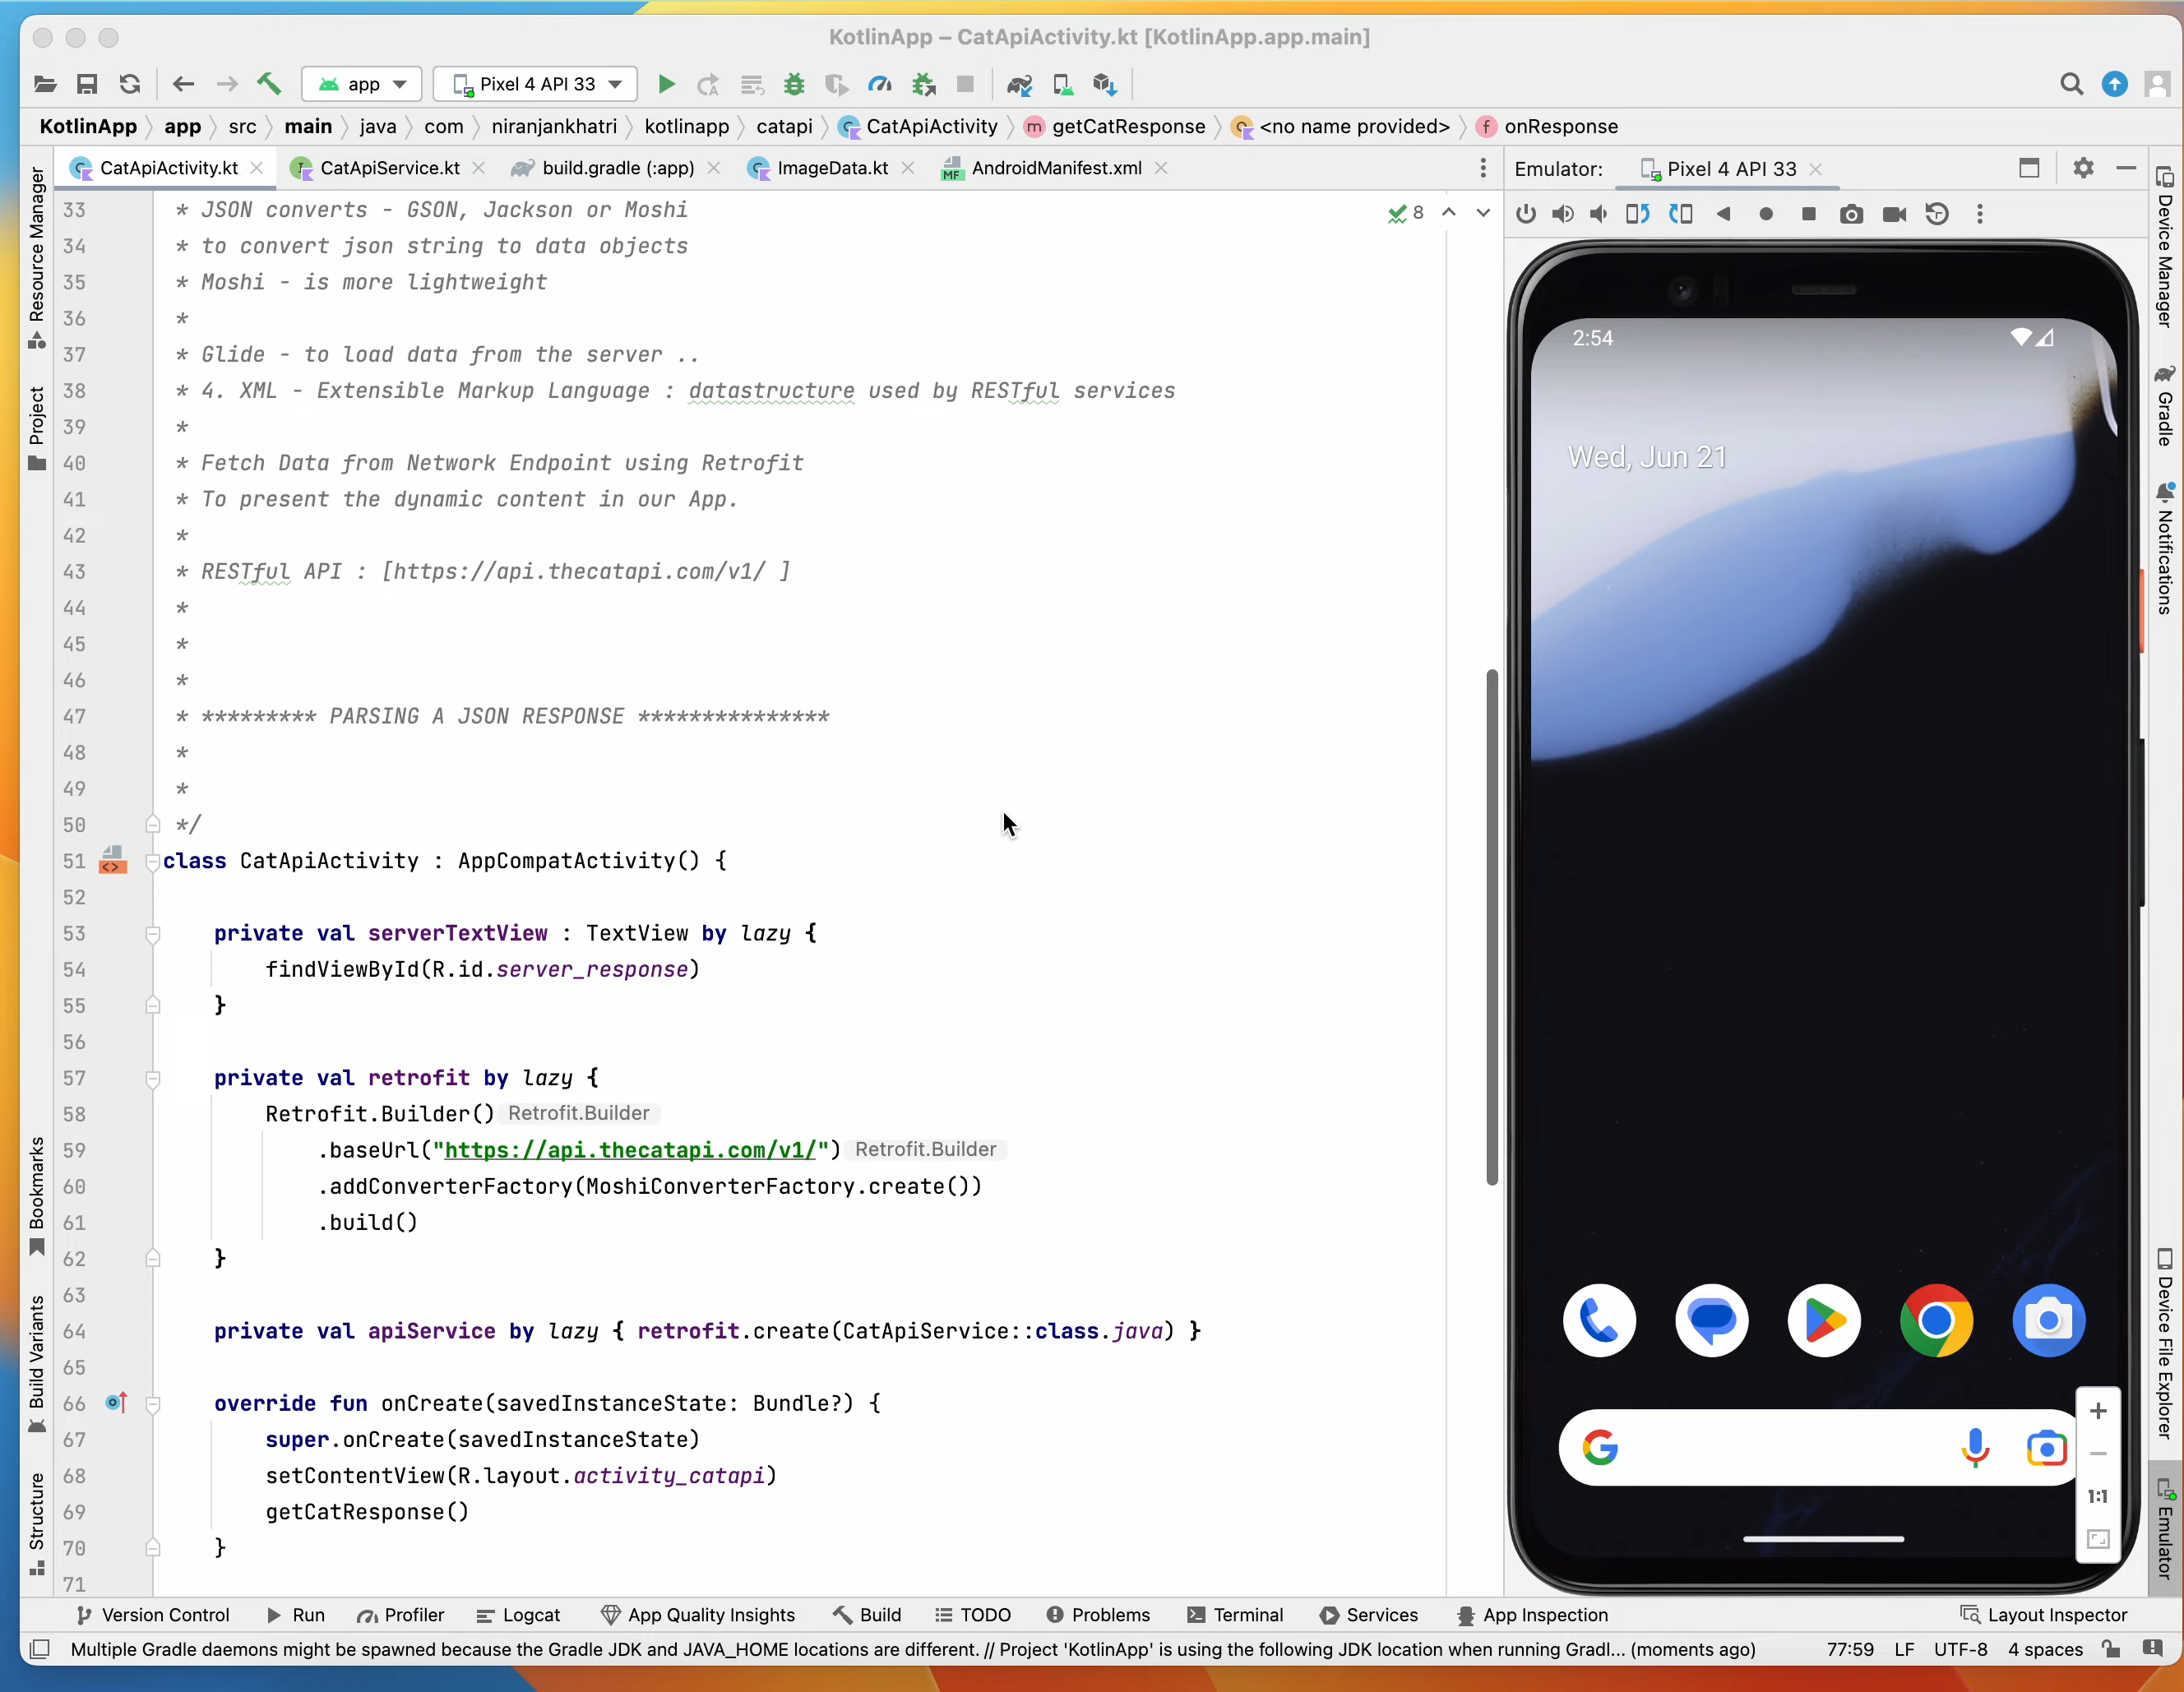 KotlinApp – CatApiActivity.kt [KotlinApp.app.main]
app
Pixel 4 API 33
KotlinApp app src main java com niranjankhatri kotlinapp catapi CatApiActivity getCatResponse <no name provided> onResponse
CatApiActivity.kt
CatApiService.kt
build.gradle (:app)
ImageData.kt
MF
AndroidManifest.xml
Emulator:
Pixel 4 API 33
Resource Manager
Project
Bookmarks
Build Variants
Structure
8
33 * JSON converts - GSON, Jackson or Moshi
34 * to convert json string to data objects
35 * Moshi - is more lightweight
36 *
37 * Glide - to load data from the server ..
38 * 4. XML - Extensible Markup Language : datastructure used by RESTful services
39 *
40 * Fetch Data from Network Endpoint using Retrofit
41 * To present the dynamic content in our App.
42 *
43 * RESTful API : [https://api.thecatapi.com/v1/ ]
44 *
45 *
46 *
47 * ********* PARSING A JSON RESPONSE ***************
48 *
49 *
50 */
51 class CatApiActivity : AppCompatActivity() {
52
53 private val serverTextView : TextView by lazy {
54 findViewById(R.id.server_response)
55 }
56
57 private val retrofit by lazy {
58 Retrofit.Builder() Retrofit.Builder
59 .baseUrl("https://api.thecatapi.com/v1/") Retrofit.Builder
60 .addConverterFactory(MoshiConverterFactory.create())
61 .build()
62 }
63
64 private val apiService by lazy { retrofit.create(CatApiService::class.java) }
65
66 override fun onCreate(savedInstanceState: Bundle?) {
67 super.onCreate(savedInstanceState)
68 setContentView(R.layout.activity_catapi)
69 getCatResponse()
70 }
71
2:54
Wed, Jun 21
1:1
Device Manager
Gradle
Notifications
Device File Explorer
Emulator
Version Control
Run
Profiler
Logcat
App Quality Insights
Build
TODO
Problems
Terminal
Services
App Inspection
Layout Inspector
Multiple Gradle daemons might be spawned because the Gradle JDK and JAVA_HOME locations are different. // Project 'KotlinApp' is using the following JDK location when running Gradl... (moments ago)
77:59 LF UTF-8 4 spaces